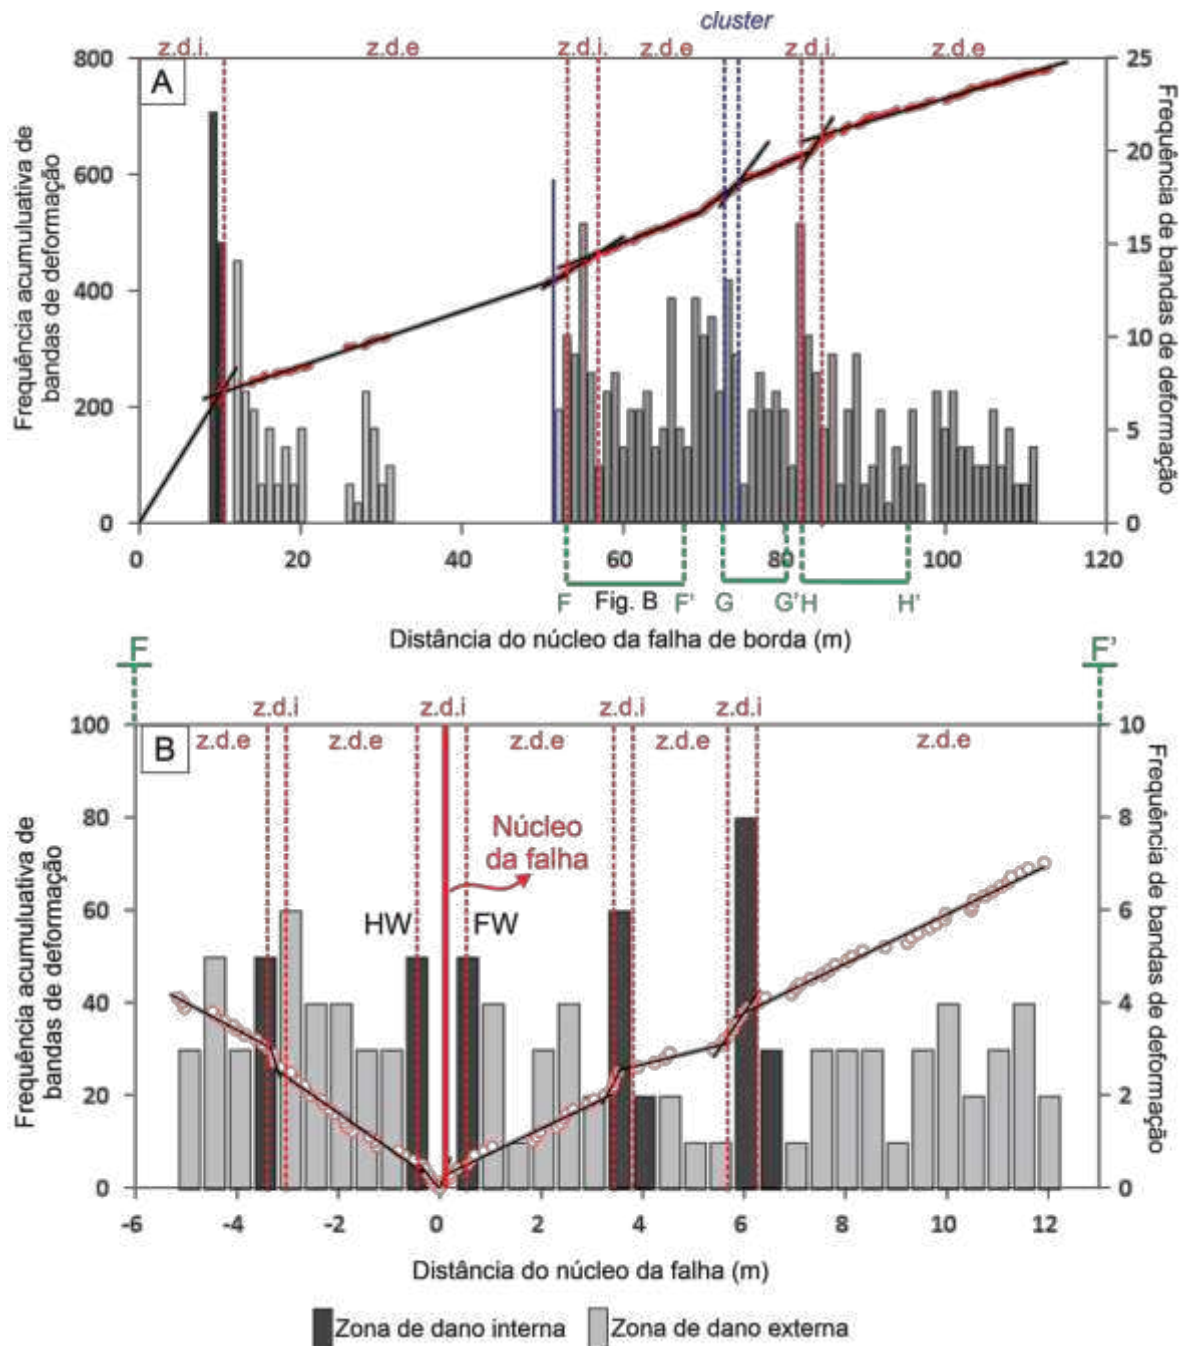 cluster
z.d.i.
z.d.e
z.d.i.
z.d.e
z.d.i.
z.d.e
A
Frequência acumuluativa de
bandas de deformação
800
600
400
200
0
25
20
15
10
5
0
Frequência de bandas de deformação
0
20
40
60
80
100
120
F
Fig. B
F'
G
G'
H
H'
Distância do núcleo da falha de borda (m)
F
F'
z.d.i
z.d.i
z.d.i
z.d.i
B
z.d.e
z.d.e
z.d.e
z.d.e
z.d.e
Núcleo
da falha
HW
FW
Frequência acumuluativa de
bandas de deformação
100
80
60
40
20
0
10
8
6
4
2
0
Frequência de bandas de deformação
-6
-4
-2
0
2
4
6
8
10
12
Distância do núcleo da falha (m)
Zona de dano interna
Zona de dano externa